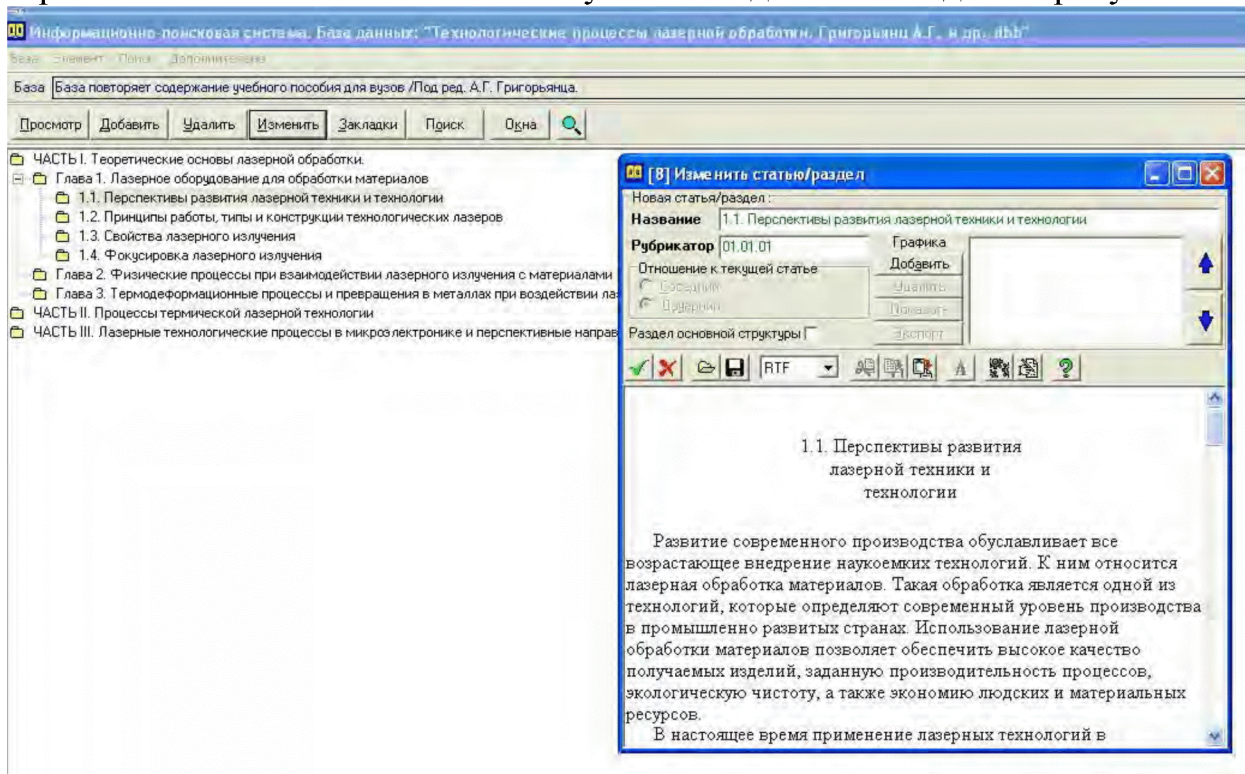 Информационно-поисковая система. База данных: "Технологические процессы лазерной обработки. Григорьянц А.Г. и др. .dbb"
База Элемент Поиск Дополнительно
База База повторяет содержание учебного пособия для вузов /Под ред. А.Г. Григорьянца.
Просмотр Добавить Удалить Изменить Закладки Поиск Окна
ЧАСТЬ I. Теоретические основы лазерной обработки.
Глава 1. Лазерное оборудование для обработки материалов
1.1. Перспективы развития лазерной техники и технологии
1.2. Принципы работы, типы и конструкции технологических лазеров
1.3. Свойства лазерного излучения
1.4. Фокусировка лазерного излучения
Глава 2. Физические процессы при взаимодействии лазерного излучения с материалами
Глава 3. Термодеформационные процессы и превращения в металлах при воздействии ла
ЧАСТЬ II. Процессы термической лазерной технологии
ЧАСТЬ III. Лазерные технологические процессы в микроэлектронике и перспективные направ
[8] Изменить статью/раздел
Новая статья/раздел :
Название 1.1. Перспективы развития лазерной техники и технологии
Рубрикатор 01.01.01 Графика
Отношение к текущей статье Добавить
Соседний Удалить
Дочерний Показать
Раздел основной структуры Экспорт
RTF
1.1. Перспективы развития
лазерной техники и
технологии
Развитие современного производства обуславливает все
возрастающее внедрение наукоемких технологий. К ним относится
лазерная обработка материалов. Такая обработка является одной из
технологий, которые определяют современный уровень производства
в промышленно развитых странах. Использование лазерной
обработки материалов позволяет обеспечить высокое качество
получаемых изделий, заданную производительность процессов,
экологическую чистоту, а также экономию людских и материальных
ресурсов.
В настоящее время применение лазерных технологий в